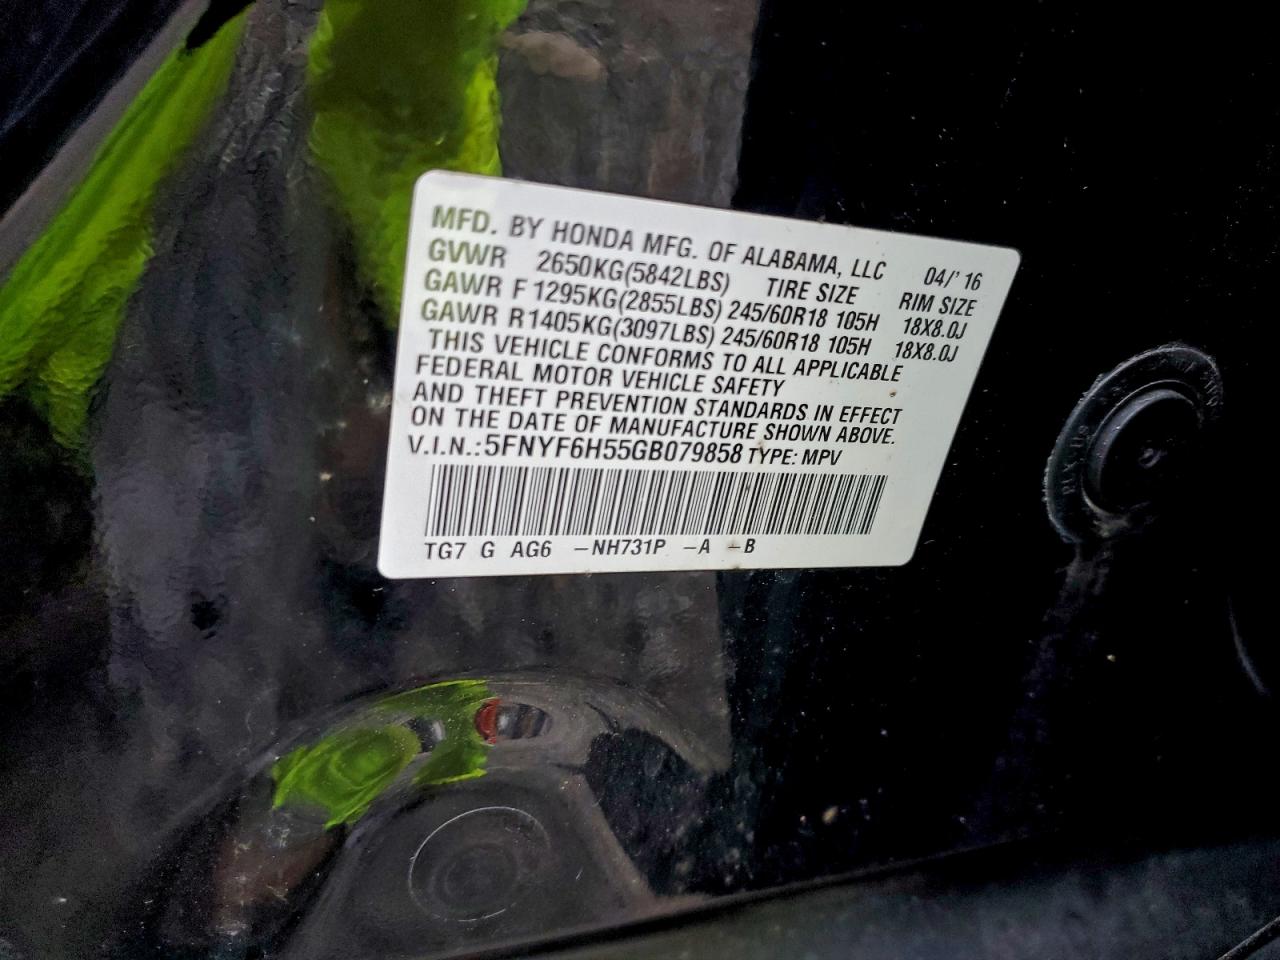 MFD. BY HONDA MFG. OF ALABAMA, LLC 04/'16
GVWR 2650KG(5842LBS) TIRE SIZE RIM SIZE
GAWR F 1295KG(2855LBS) 245/60R18 105H 18X8.0J
GAWR R1405KG(3097LBS) 245/60R18 105H 18X8.0J
THIS VEHICLE CONFORMS TO ALL APPLICABLE
FEDERAL MOTOR VEHICLE SAFETY
AND THEFT PREVENTION STANDARDS IN EFFECT
ON THE DATE OF MANUFACTURE SHOWN ABOVE.
V.I.N.:5FNYF6H55GB079858 TYPE: MPV
TG7 G AG6 –NH731P –A –B